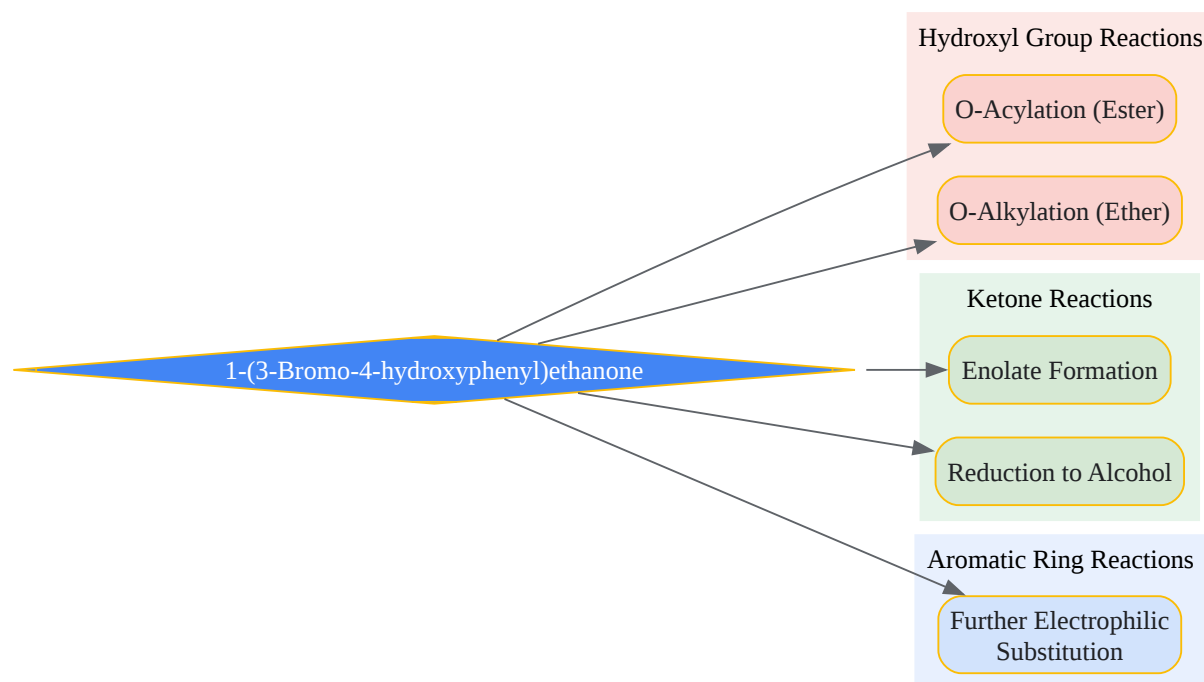 Hydroxyl Group Reactions
O-Acylation (Ester)
O-Alkylation (Ether)
Ketone Reactions
1-(3-Bromo-4-hydroxyphenyl)ethanone
Enolate Formation
Reduction to Alcohol
Aromatic Ring Reactions
Further Electrophilic
Substitution